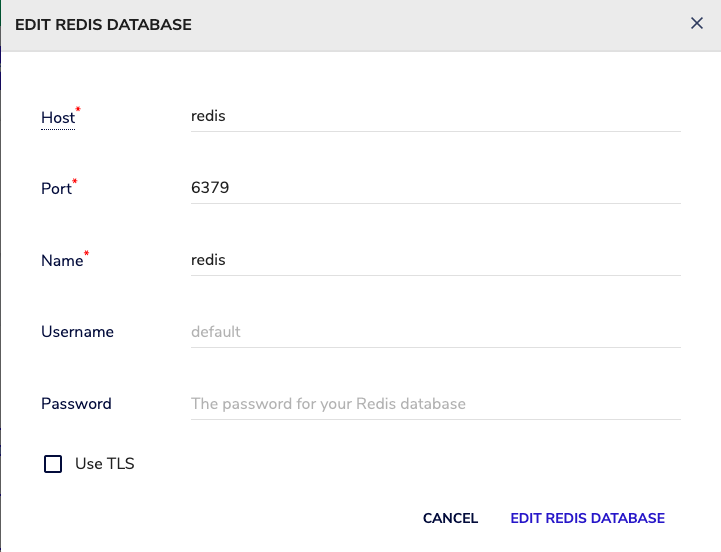 EDIT REDIS DATABASE
Host* redis
Port* 6379
Name* redis
Username default
Password The password for your Redis database
Use TLS
CANCEL EDIT REDIS DATABASE